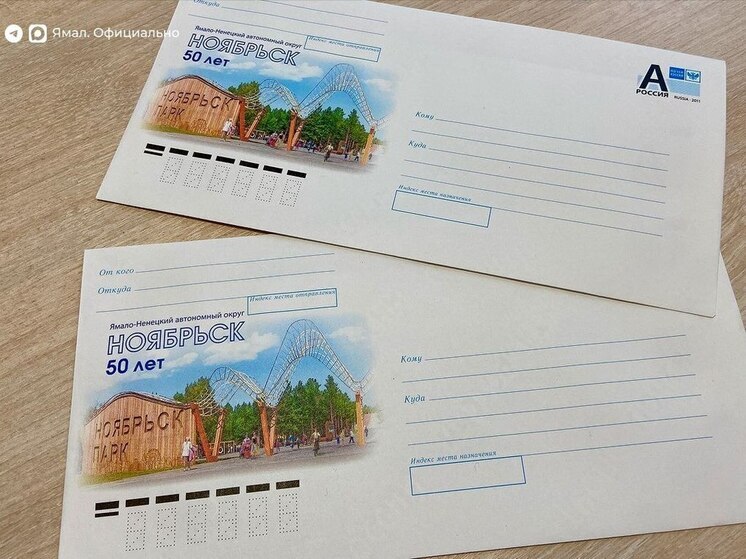 Ямал. Официально
Откуда
Индекс места отправления
Ямало-Ненецкий автономный округ
НОЯБРЬСК
50 лет
НОЯБРЬСК
ПАРК
А
РОССИЯ
RUSSIA · 2011
Кому
Куда
Индекс места назначения
От кого
Откуда
Индекс места отправления
Ямало-Ненецкий автономный округ
НОЯБРЬСК
50 лет
НОЯБРЬСК
ПАРК
Кому
Куда
Индекс места назначения